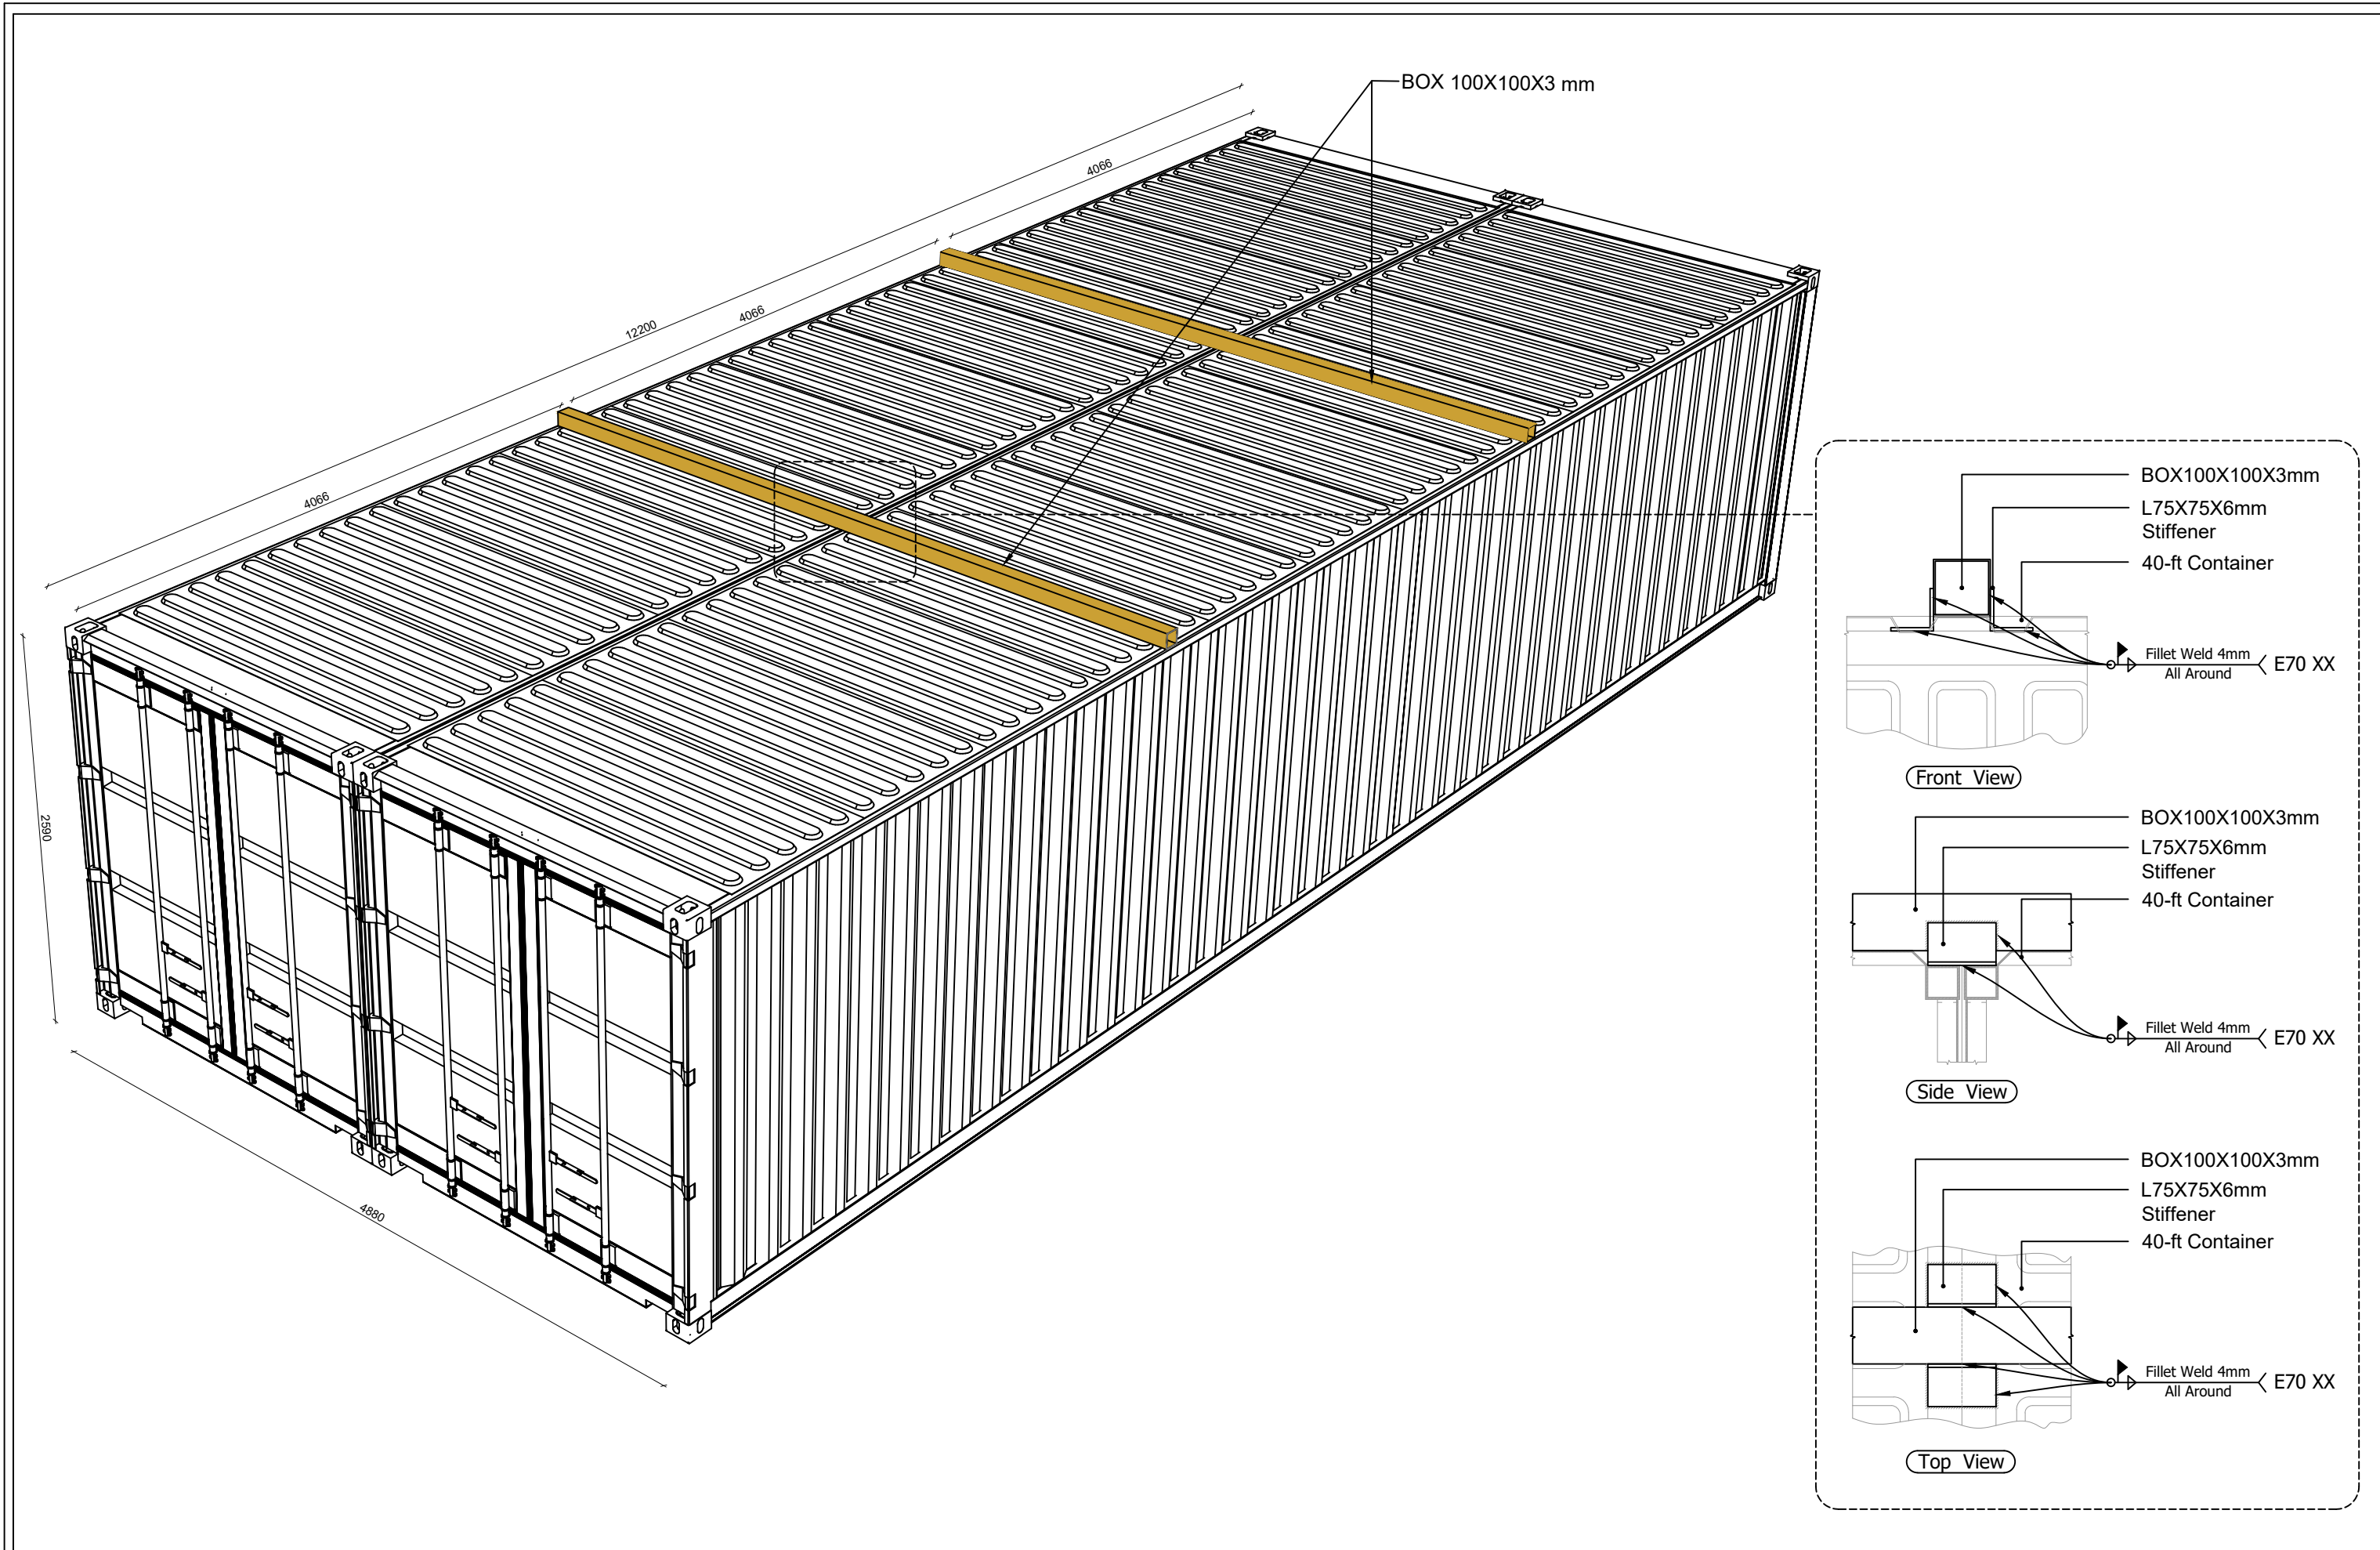 BOX 100X100X3 mm
4066
4066
12200
4066
2590
4880
BOX100X100X3mm
L75X75X6mm
Stiffener
40-ft Container
Fillet Weld 4mm
All Around
E70 XX
Front View
BOX100X100X3mm
L75X75X6mm
Stiffener
40-ft Container
Fillet Weld 4mm
All Around
E70 XX
Side View
BOX100X100X3mm
L75X75X6mm
Stiffener
40-ft Container
Fillet Weld 4mm
All Around
E70 XX
Top View